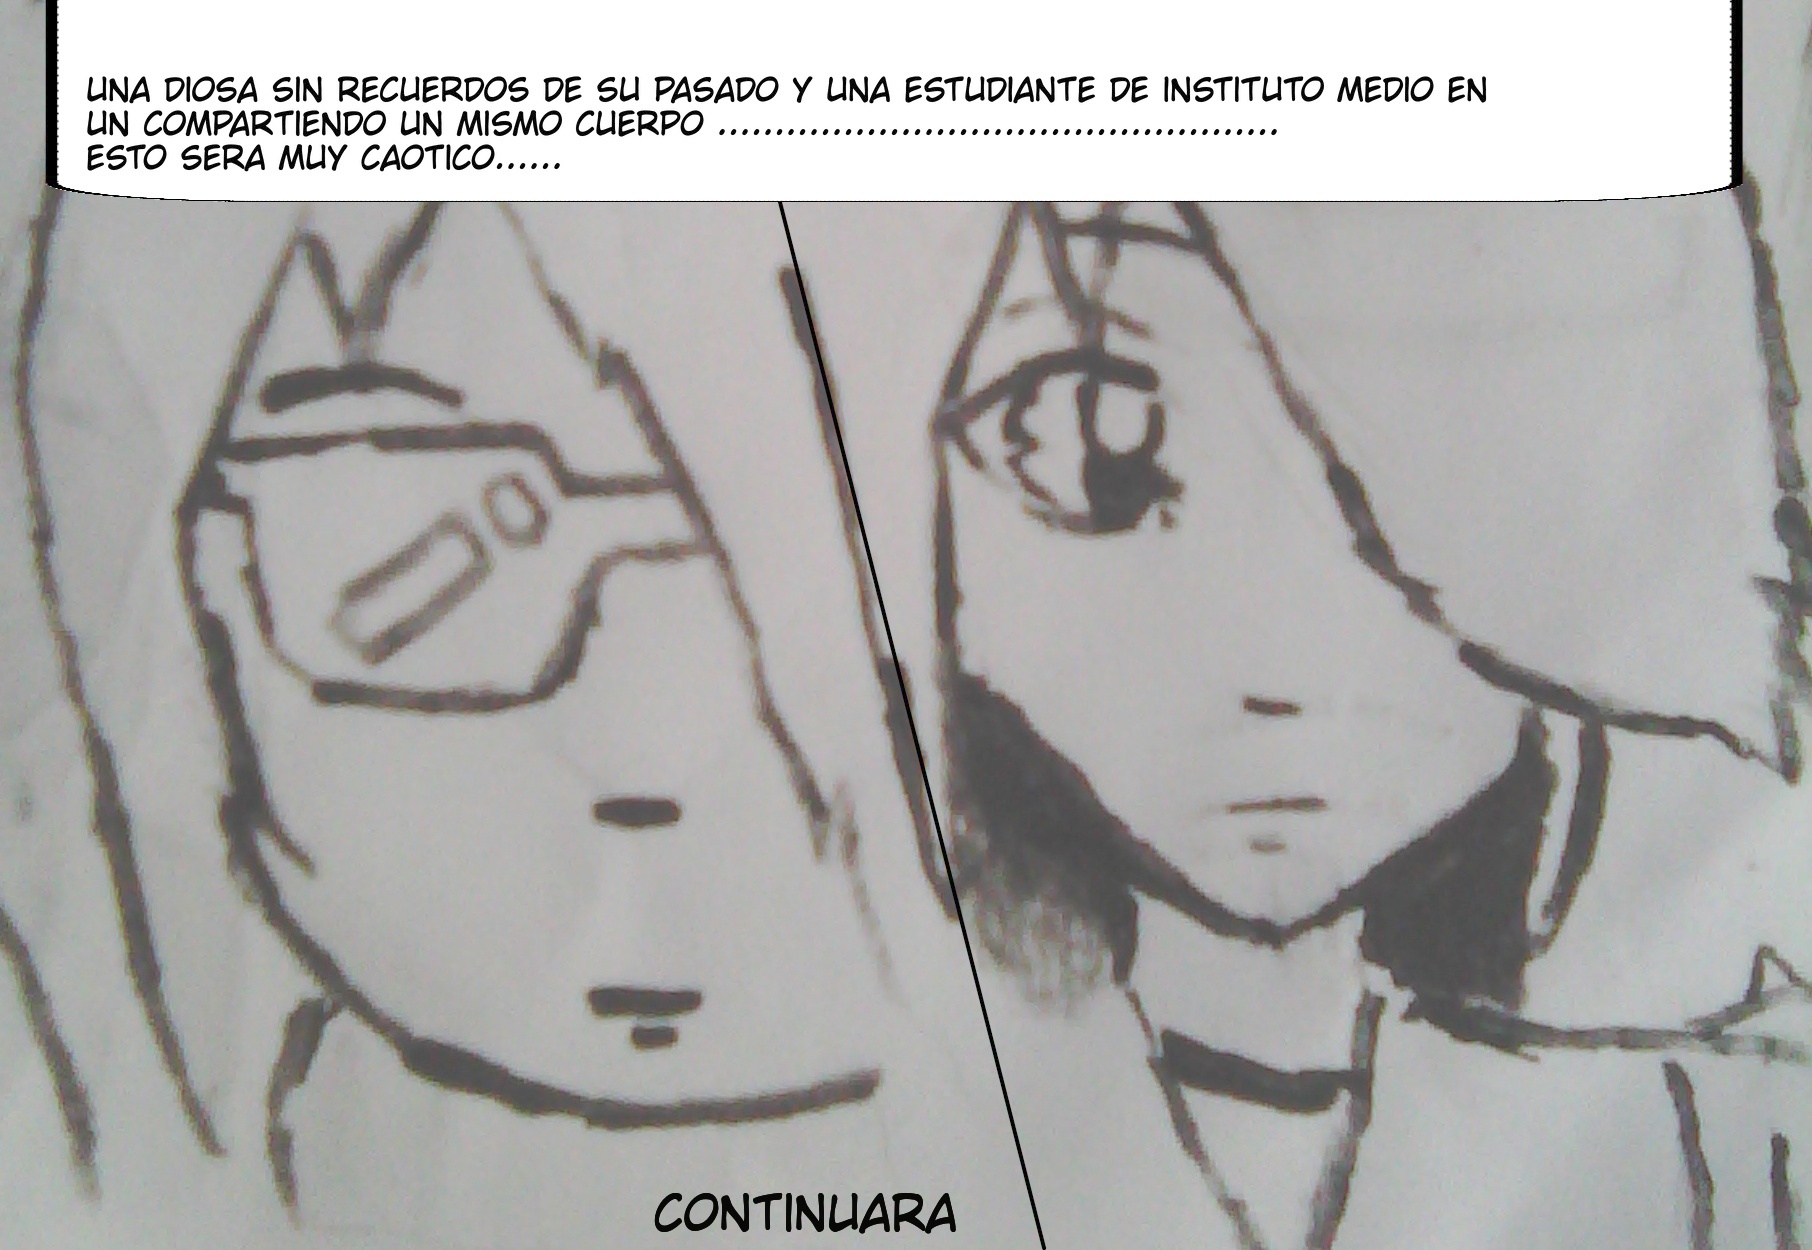 UNA DIOSA SIN RECUERDOS DE SU PASADO Y UNA ESTUDIANTE DE INSTITUTO MEDIO EN
UN COMPARTIENDO UN MISMO CUERPO .................................................
ESTO SERA MUY CAOTICO......
CONTINUARA